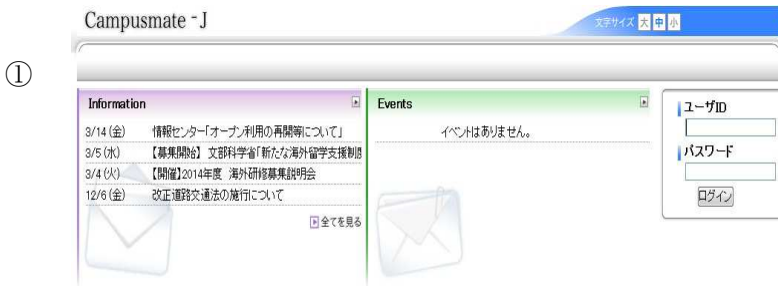 Campusmate-J
文字サイズ 大 中 小
①
Information
3/14(金) 情報センター「オープン利用の再開等について」
3/5(水) 【募集開始】 文部科学省「新たな海外留学支援制度
3/4(火) 【開催】2014年度 海外研修募集説明会
12/6(金) 改正道路交通法の施行について
全てを見る
Events
イベントはありません。
ユーザID
パスワード
ログイン